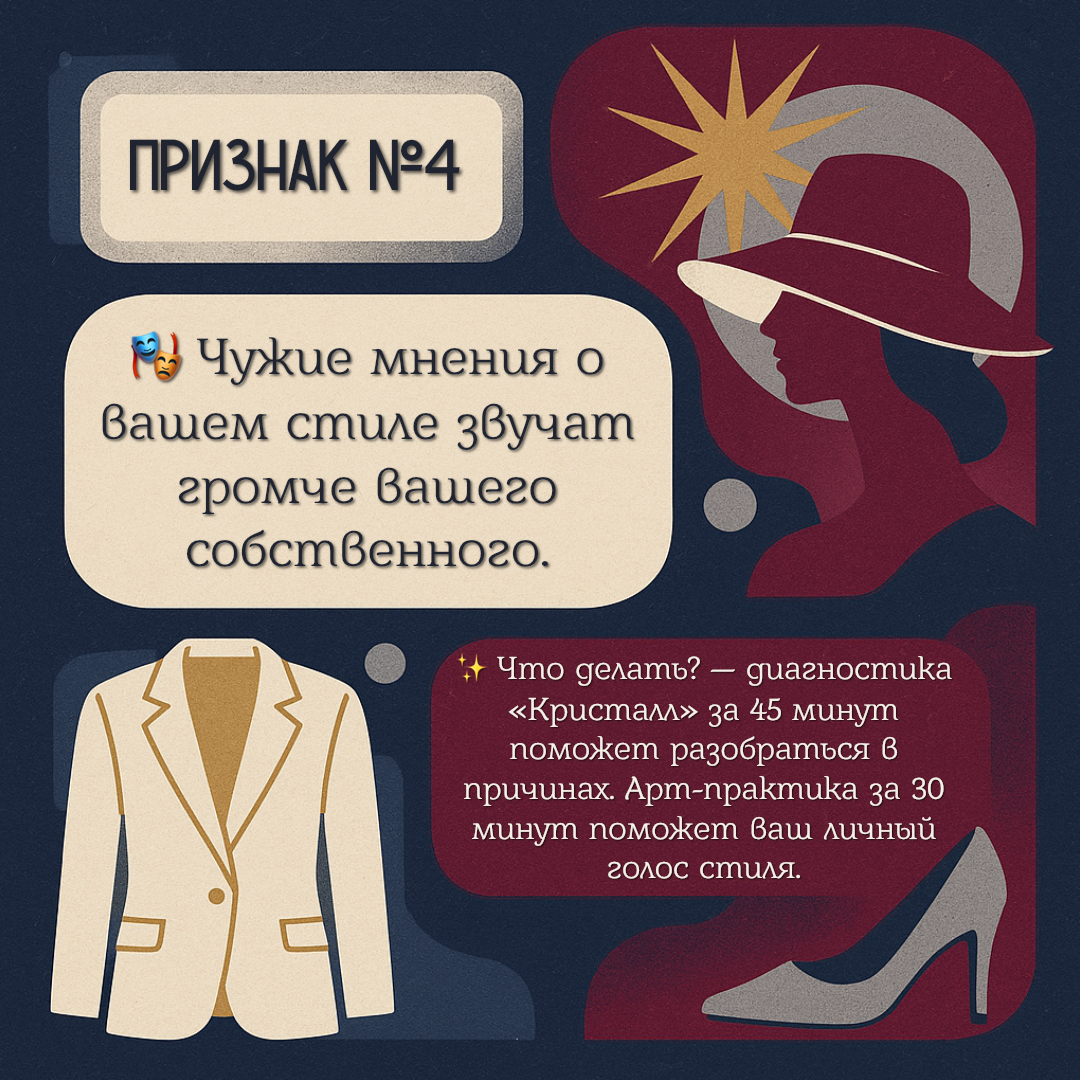 ПРИЗНАК №4
🎭 Чужие мнения о
вашем стиле звучат
громче вашего
собственного.
✨ Что делать? — диагностика
«Кристалл» за 45 минут
поможет разобраться в
причинах. Арт-практика за 30
минут поможет ваш личный
голос стиля.